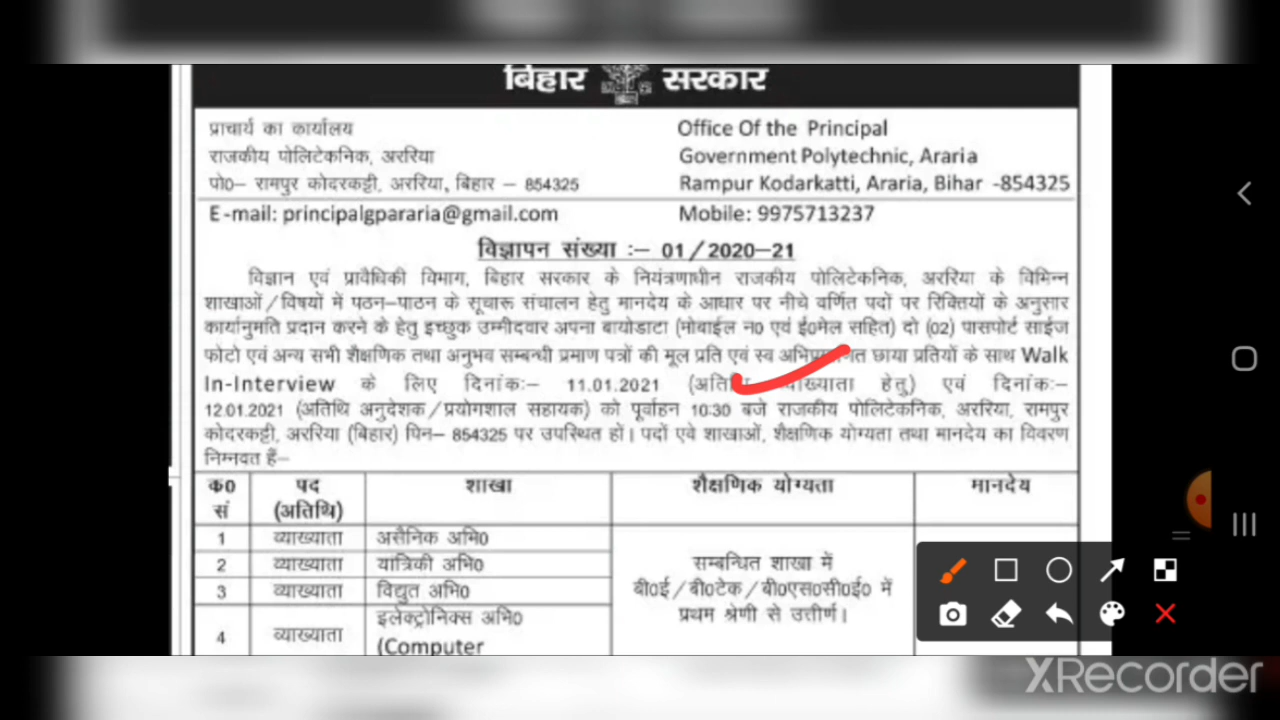 बिहार सरकार
प्राचार्य का कार्यालय
राजकीय पोलिटेकनिक, अररिया
पो0– रामपुर कोदरकट्टी, अररिया, बिहार – 854325
Office Of the Principal
Government Polytechnic, Araria
Rampur Kodarkatti, Araria, Bihar -854325
E-mail: principalgpararia@gmail.com
Mobile: 9975713237
विज्ञापन संख्या :– 01/2020–21
विज्ञान एवं प्रावैधिकी विभाग, बिहार सरकार के नियंत्रणाधीन राजकीय पोलिटेकनिक, अररिया के विभिन्न
शाखाओं/विषयों में पठन–पाठन के सूचारू संचालन हेतु मानदेय के आधार पर नीचे वर्णित पदों पर रिक्तियों के अनुसार
कार्यानुमति प्रदान करने के हेतु इच्छुक उम्मीदवार अपना बायोडाटा (मोबाईल न0 एवं ई0मेल सहित) दो (02) पासपोर्ट साईज
फोटो एवं अन्य सभी शैक्षणिक तथा अनुभव सम्बन्धी प्रमाण पत्रों की मूल प्रति एवं स्व छाया प्रतियों के साथ Walk
In-Interview के लिए दिनांकः– 11.01.2021 हेतु) एवं दिनांकः–
12.01.2021 (अतिथि अनुदेशक/प्रयोगशाल सहायक) को पूर्वाहन 10:30 बजे राजकीय पोलिटेकनिक, अररिया, रामपुर
कोदरकट्टी, अररिया (बिहार) पिन– 854325 पर उपस्थित हों। पदों एवे शाखाओं, शैक्षणिक योग्यता तथा मानदेय का विवरण
निम्नवत हैं–
क0 सं पद (अतिथि) शाखा शैक्षणिक योग्यता मानदेय
1 व्याख्याता असैनिक अभि0
2 व्याख्याता यात्रिकी अभि0
3 व्याख्याता विद्युत अभि0
4 व्याख्याता इलेक्ट्रोनिक्स अभि0
(Computer
सम्बन्धित शाखा में
बी0ई/बी0टेक/बी0एस0सी0ई0 में
प्रथम श्रेणी से उत्तीर्ण।
XRecorder